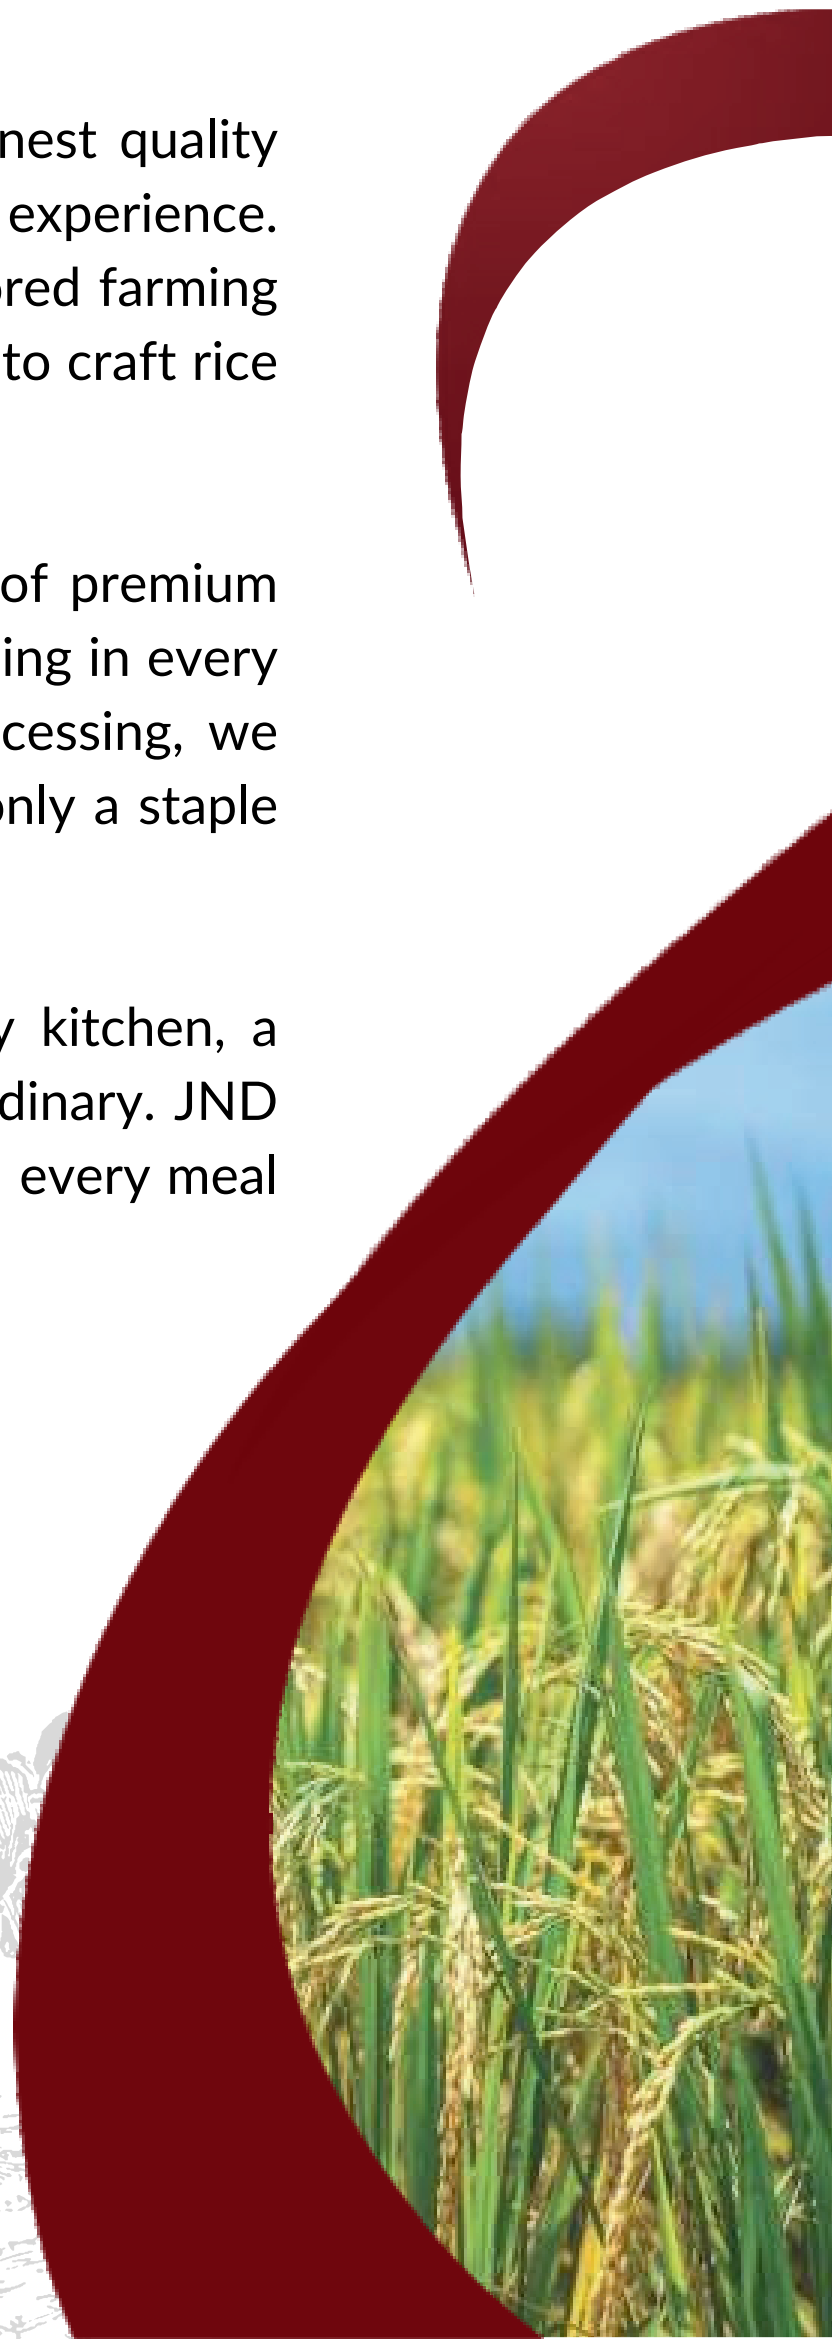 nest quality
experience.
ored farming
to craft rice
of premium
ing in every
cessing, we
only a staple
y kitchen, a
dinary. JND
every meal